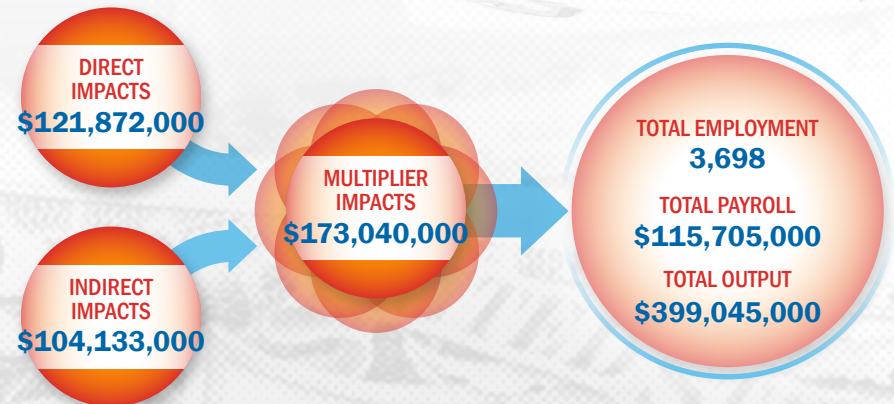 DIRECT
IMPACTS
$121,872,000
INDIRECT
IMPACTS
$104,133,000
MULTIPLIER
IMPACTS
$173,040,000
TOTAL EMPLOYMENT
3,698
TOTAL PAYROLL
$115,705,000
TOTAL OUTPUT
$399,045,000